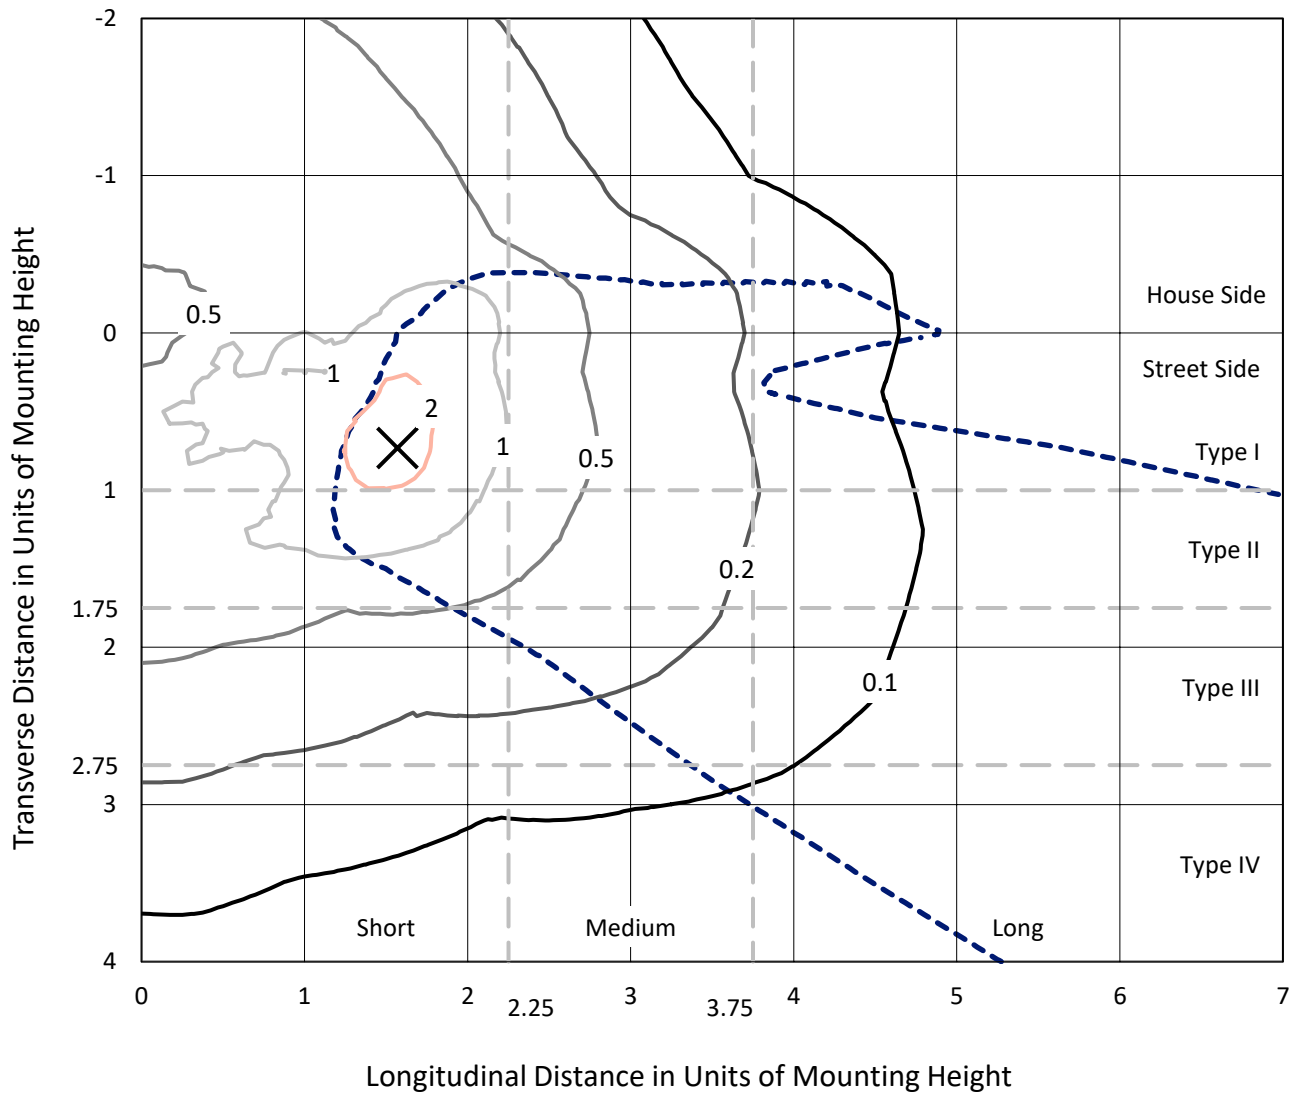 -2
-1
0
1
1.75
2
2.75
3
4
Transverse Distance in Units of Mounting Height
0.5
1
2
1
0.5
0.2
0.1
House Side
Street Side
Type I
Type II
Type III
Type IV
Short
Medium
Long
0
1
2
2.25
3
3.75
4
5
6
7
Longitudinal Distance in Units of Mounting Height